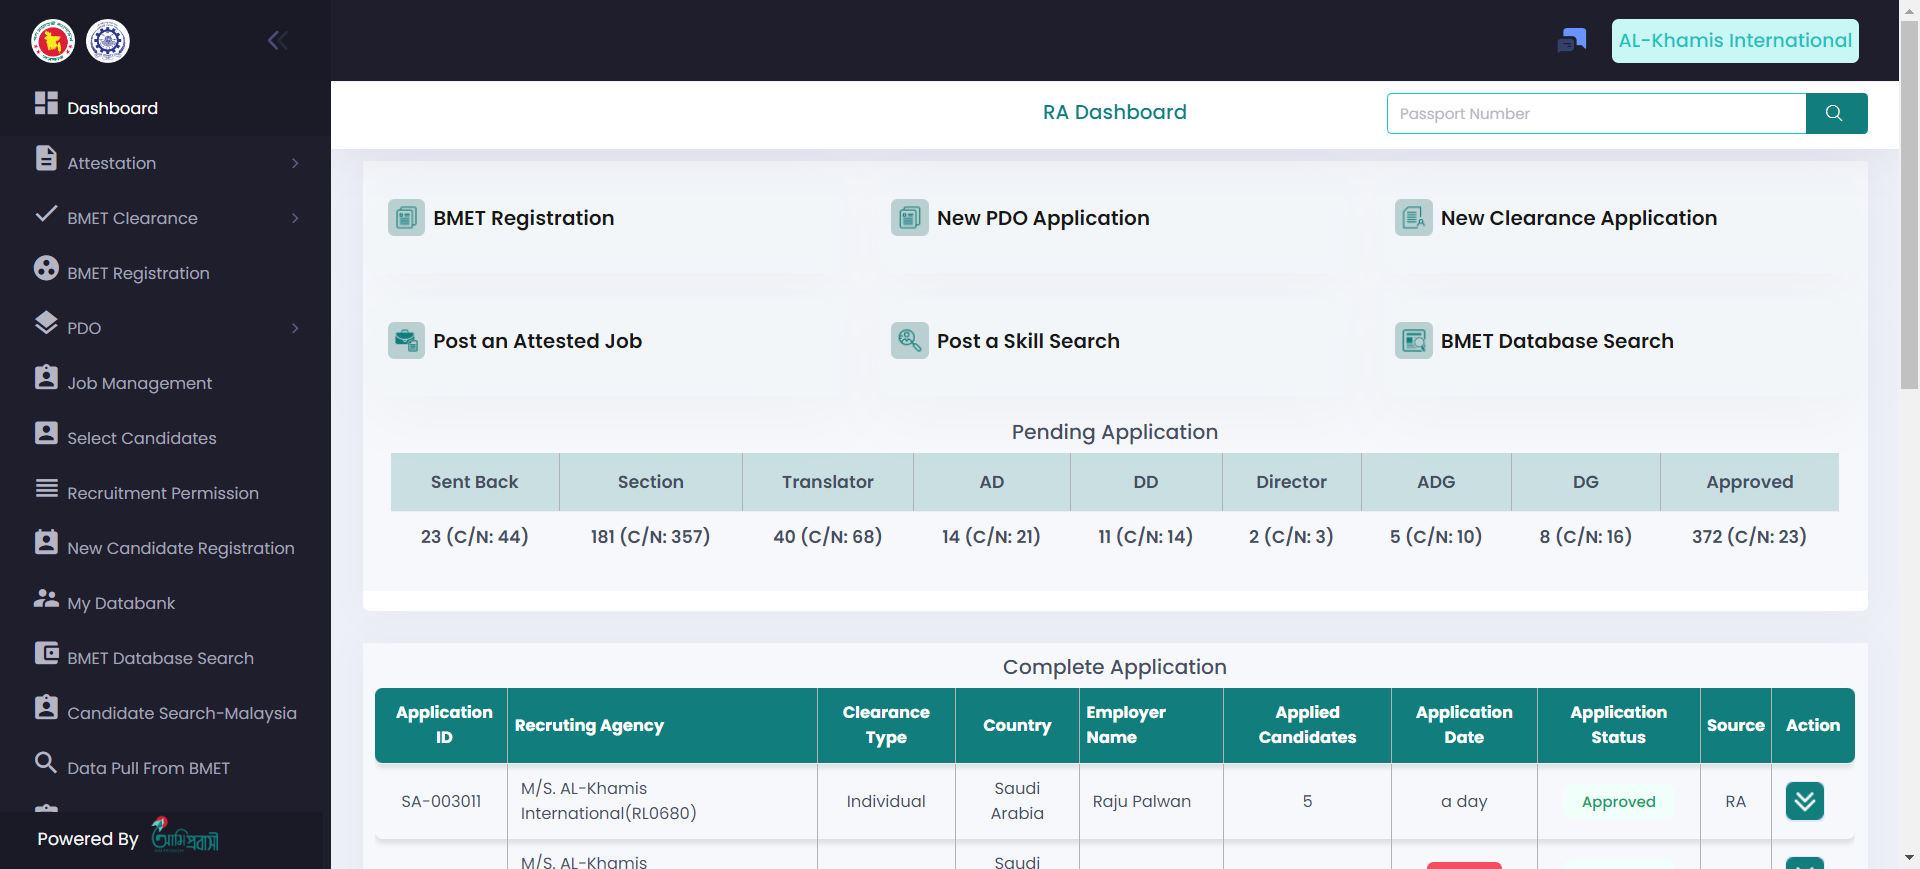 AL-Khamis International
Dashboard
Attestation
BMET Clearance
BMET Registration
PDO
Job Management
Select Candidates
Recruitment Permission
New Candidate Registration
My Databank
BMET Database Search
Candidate Search-Malaysia
Data Pull From BMET
Powered By
আমি প্রবাসী
RA Dashboard
Passport Number
BMET Registration
New PDO Application
New Clearance Application
Post an Attested Job
Post a Skill Search
BMET Database Search
Pending Application
Sent Back Section Translator AD DD Director ADG DG Approved
23 (C/N: 44) 181 (C/N: 357) 40 (C/N: 68) 14 (C/N: 21) 11 (C/N: 14) 2 (C/N: 3) 5 (C/N: 10) 8 (C/N: 16) 372 (C/N: 23)
Complete Application
Application ID Recruting Agency Clearance Type Country Employer Name Applied Candidates Application Date Application Status Source Action
SA-003011 M/S. AL-Khamis International(RL0680) Individual Saudi Arabia Raju Palwan 5 a day Approved RA
M/S. AL-Khamis Saudi